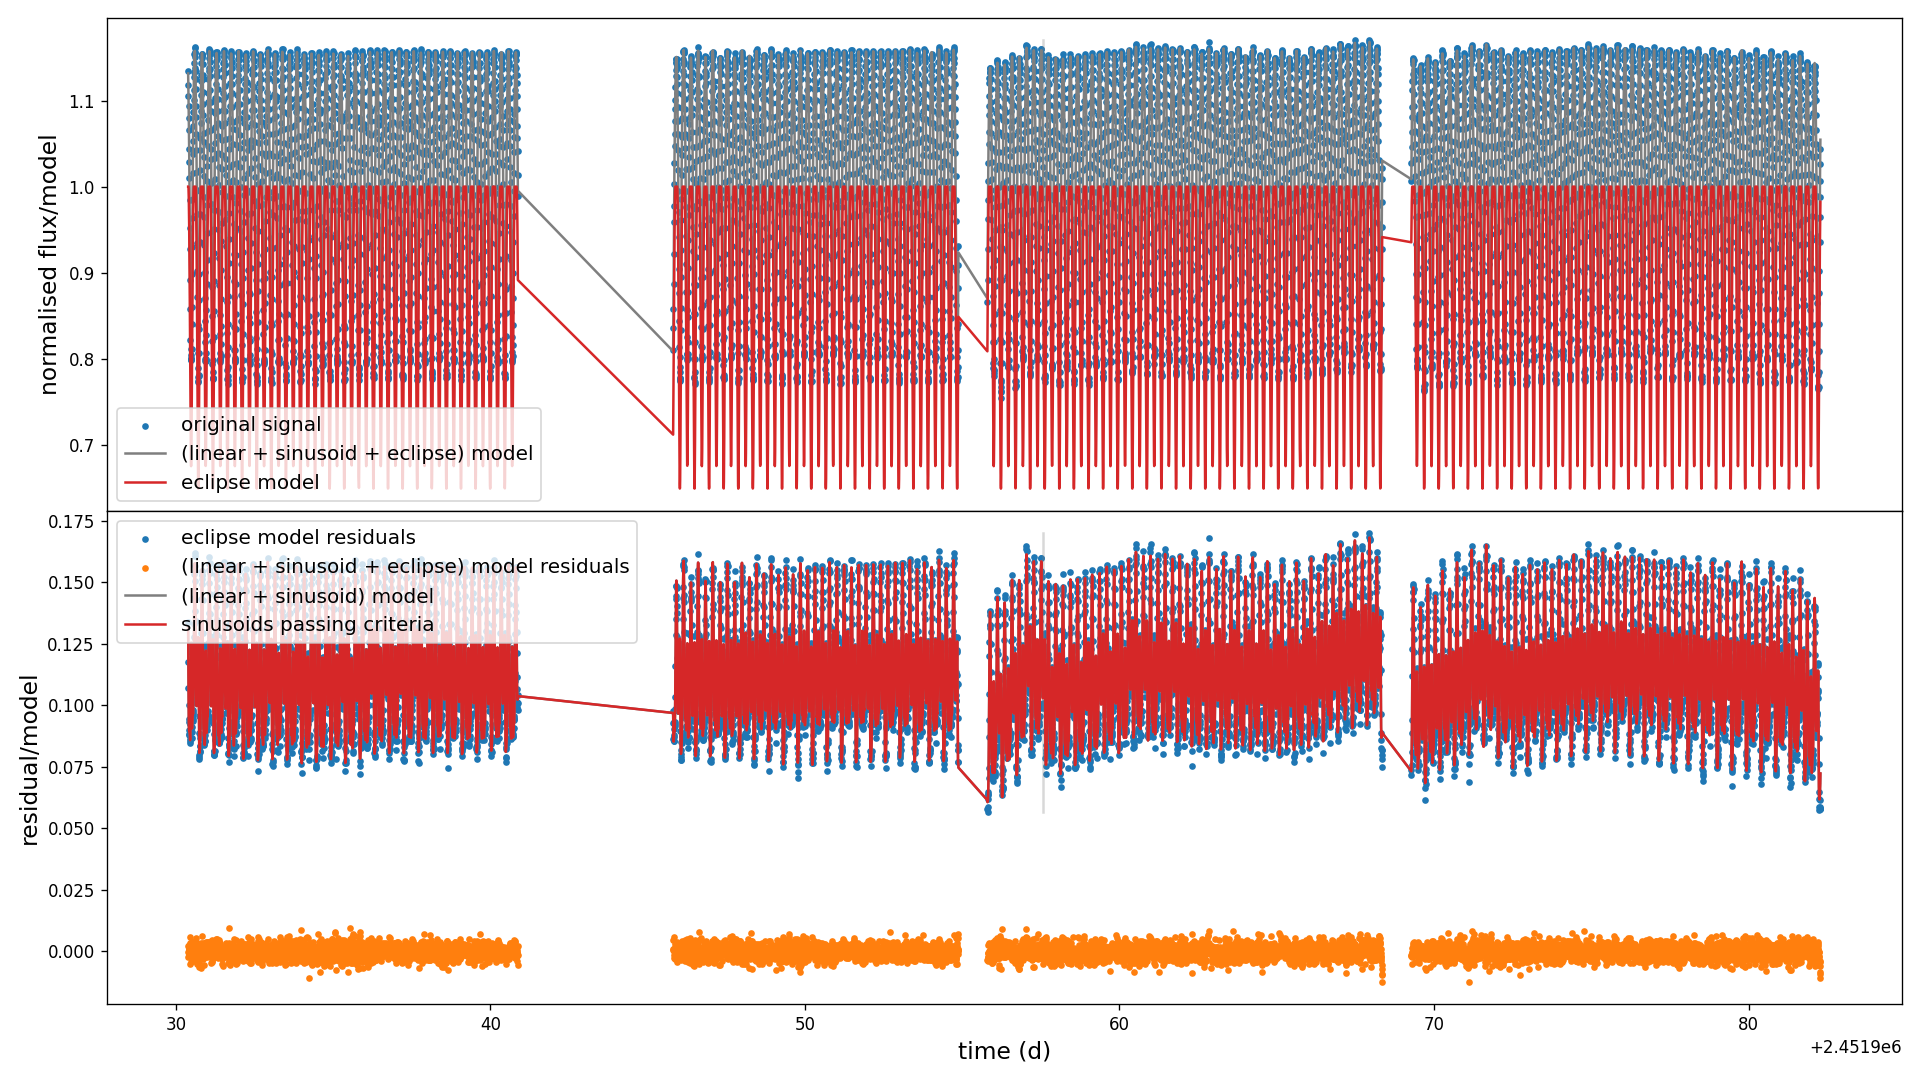 normalised flux/model
1.1
1.0
0.9
0.8
0.7
original signal
(linear + sinusoid + eclipse) model
eclipse model
residual/model
0.175
0.150
0.125
0.100
0.075
0.050
0.025
0.000
eclipse model residuals
(linear + sinusoid + eclipse) model residuals
(linear + sinusoid) model
sinusoids passing criteria
30 40 50 60 70 80
time (d)
+2.4519e6